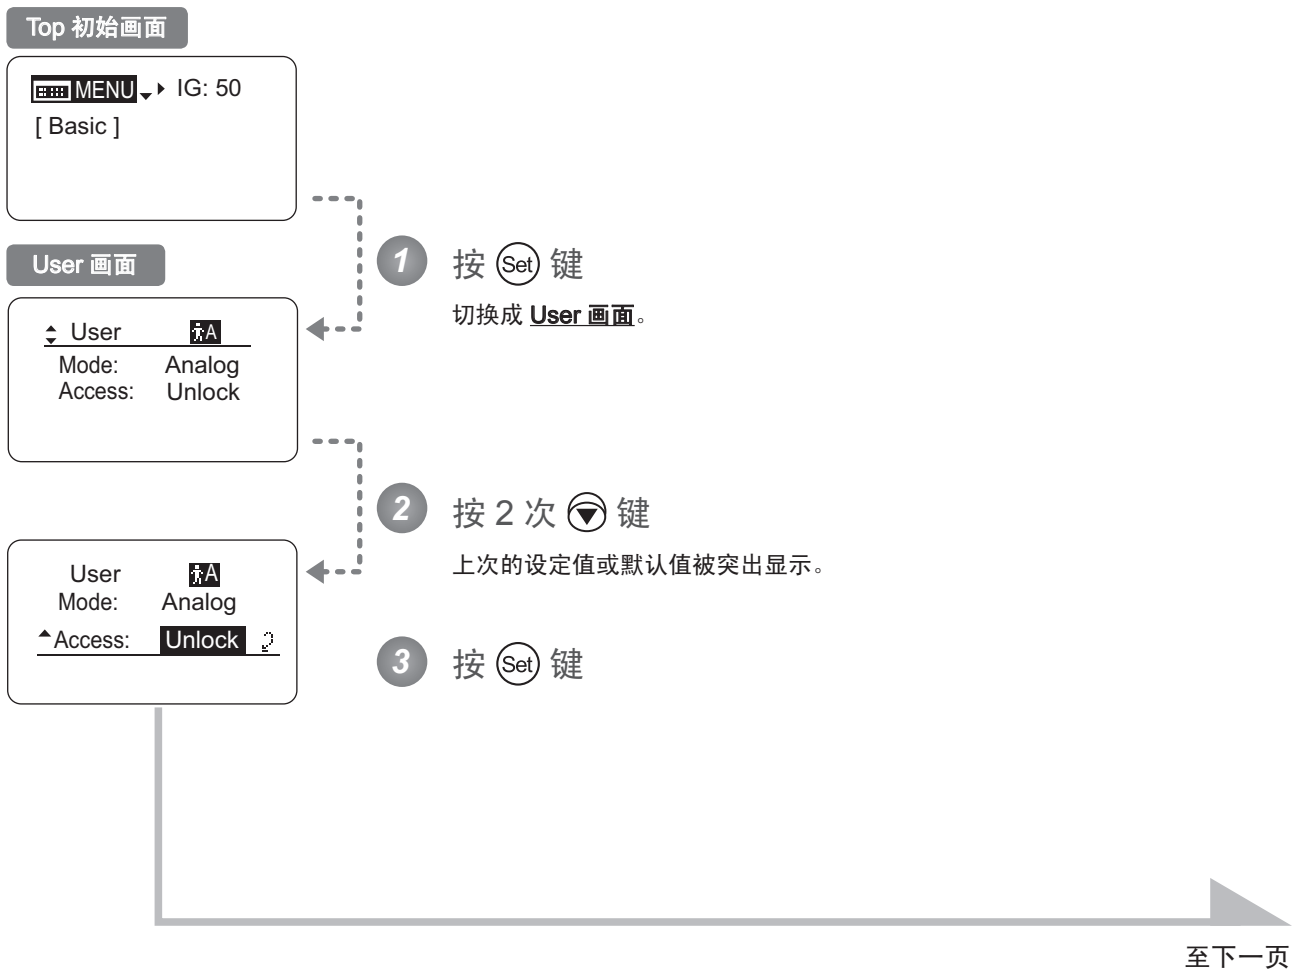 Top 初始画面
MENU IG: 50
[ Basic ]
User 画面
User A
Mode: Analog
Access: Unlock
1 按 Set 键
切换成 User 画面。
2 按 2 次 键
上次的设定值或默认值被突出显示。
User A
Mode: Analog
Access: Unlock
3 按 Set 键
至下一页